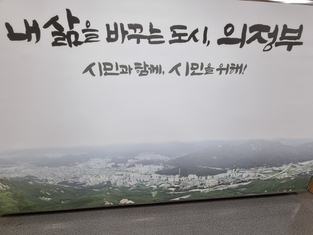 내 삶을 바꾸는 도시, 의정부
시민과 함께, 시민을 위해!